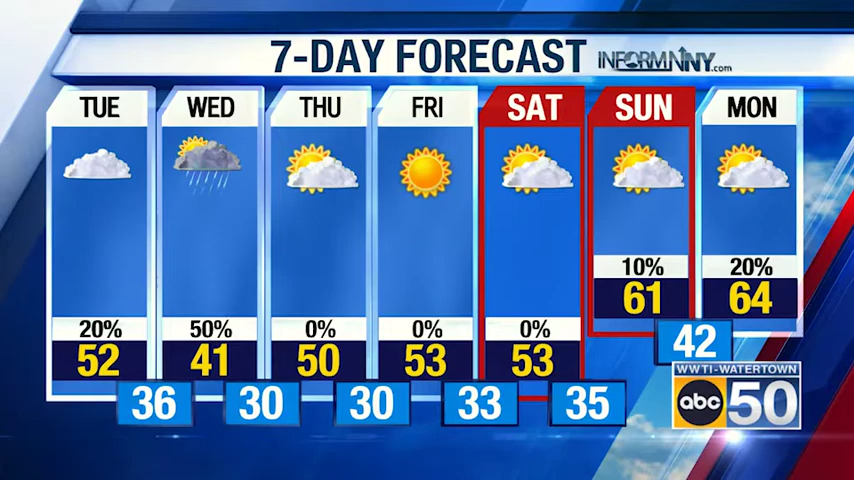 7-DAY FORECAST
INFORMNNY.com
TUE WED THU FRI SAT SUN MON
10% 20%
61 64
20% 50% 0% 0% 0%
52 41 50 53 53
42
36 30 30 33 35
WWTI-WATERTOWN
abc 50